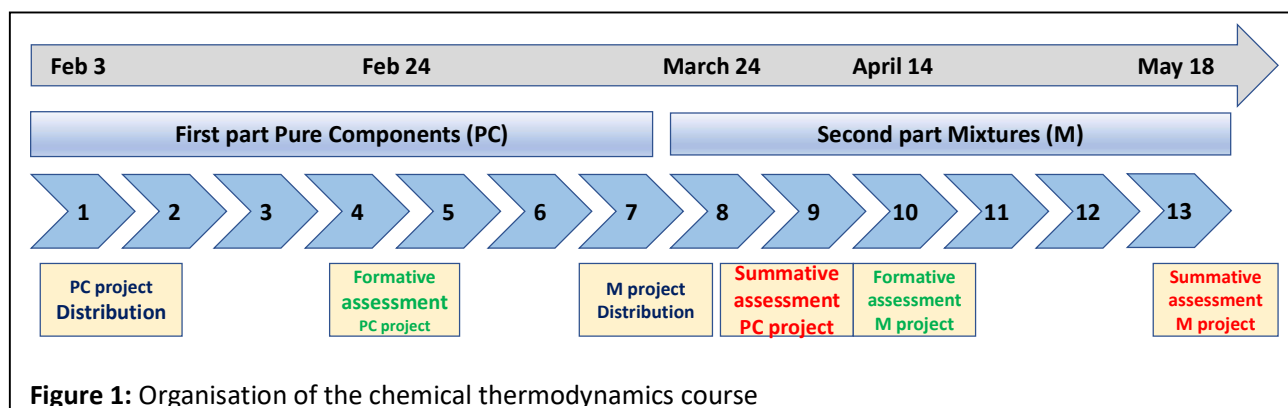 Feb 3 Feb 24 March 24 April 14 May 18
First part Pure Components (PC) Second part Mixtures (M)
1 2 3 4 5 6 7 8 9 10 11 12 13
PC project
Distribution
Formative
assessment
PC project
M project
Distribution
Summative
assessment
PC project
Formative
assessment
M project
Summative
assessment
M project
Figure 1: Organisation of the chemical thermodynamics course